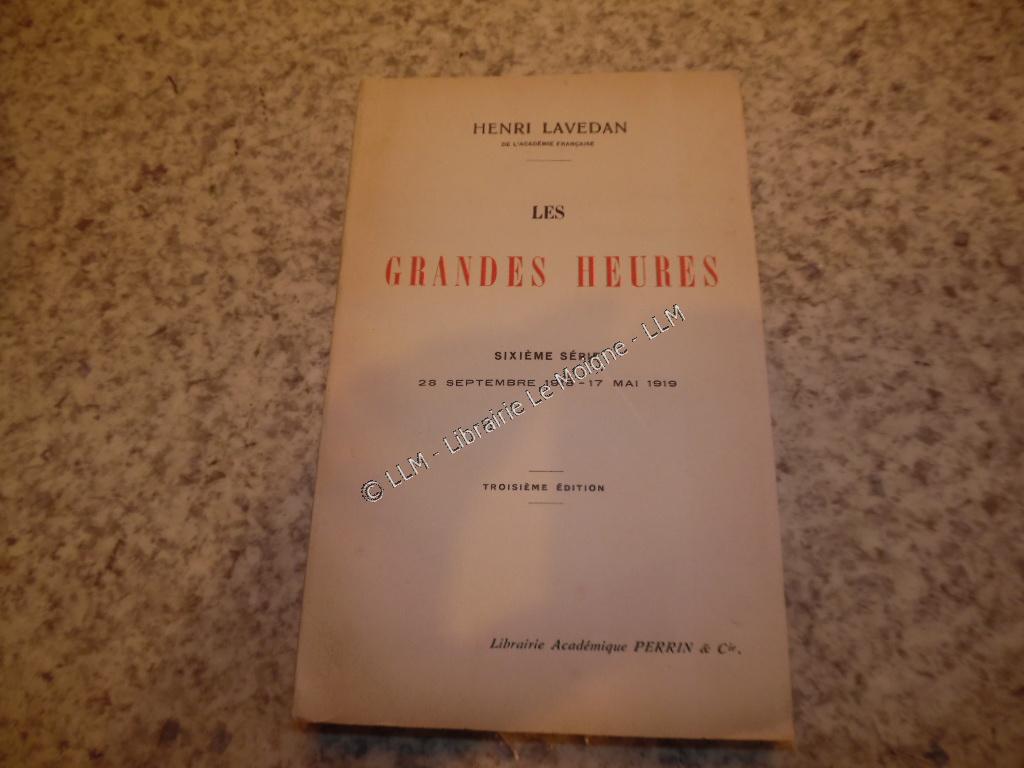 HENRI LAVEDAN
DE L'ACADÉMIE FRANÇAISE
LES
GRANDES HEURES
SIXIÈME SÉRIE
28 SEPTEMBRE 1918-17 MAI 1919
TROISIÈME ÉDITION
Librairie Académique PERRIN & Cie.
© LLM - Librairie Le Moigne - LLM